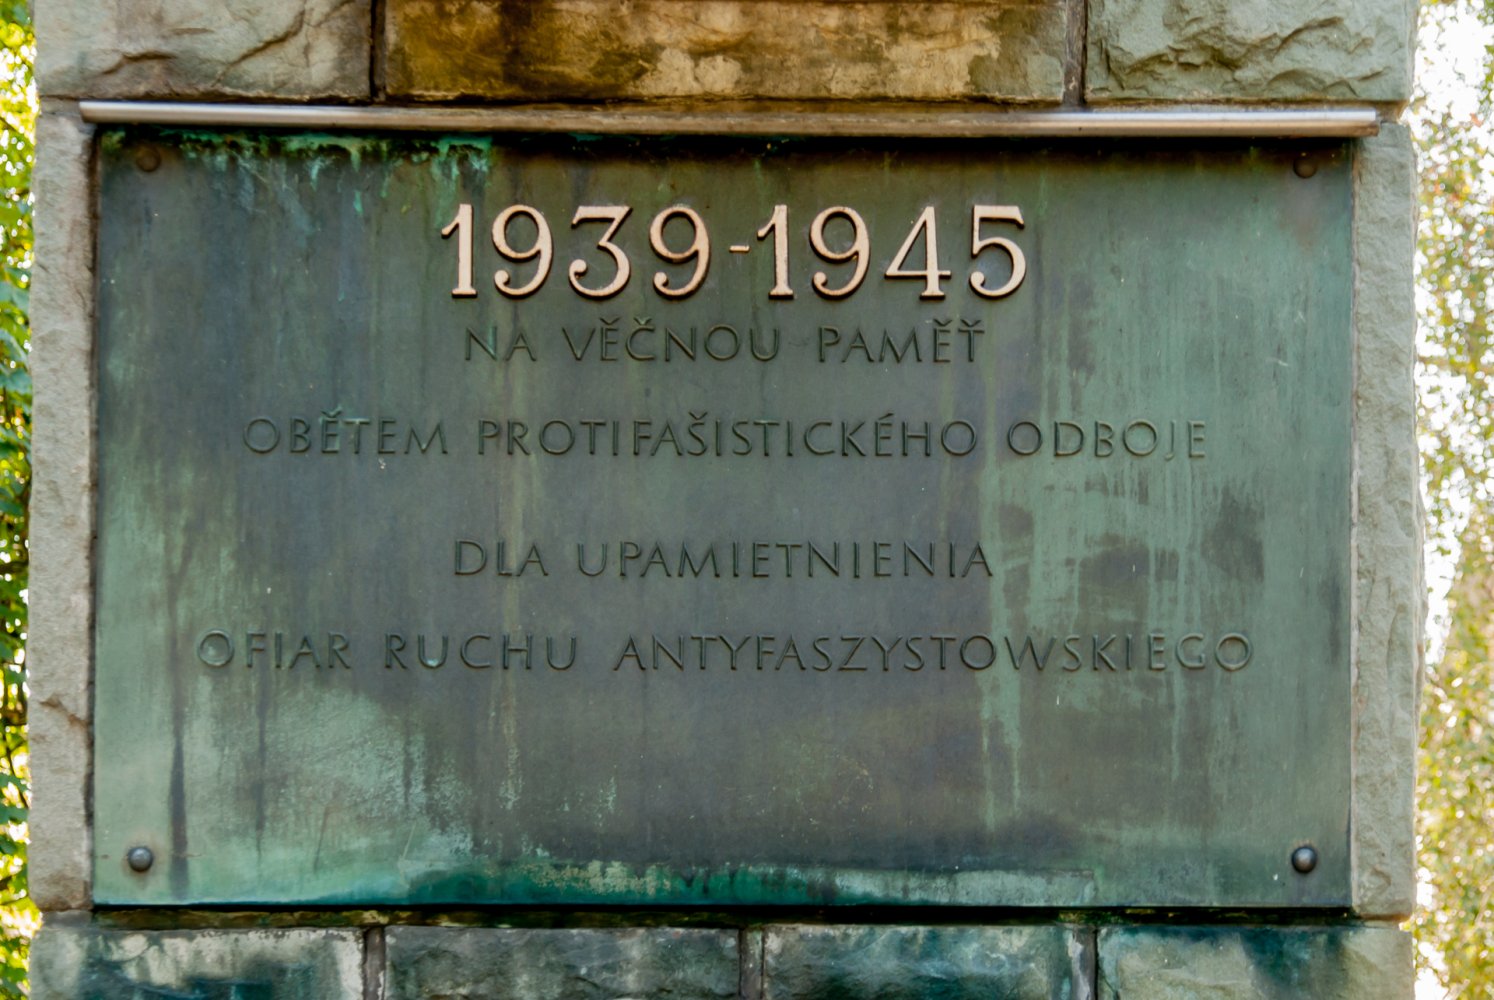 1939-1945
NA VĚČNOU PAMĚŤ
OBĚTEM PROTIFAŠISTICKÉHO ODBOJE
DLA UPAMIETNIENIA
OFIAR RUCHU ANTYFASZYSTOWSKIEGO